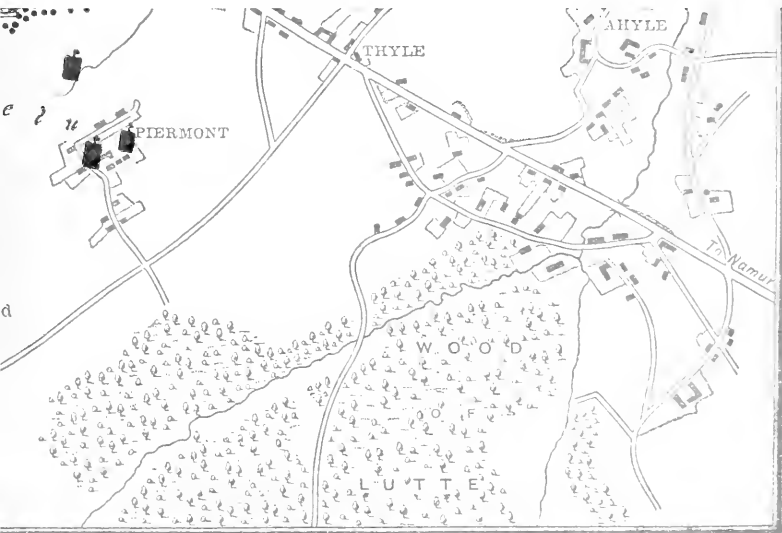 AHYLE
THYLE
e z u
PIERMONT
To Namur
d
WOOD
OF
LUTTE